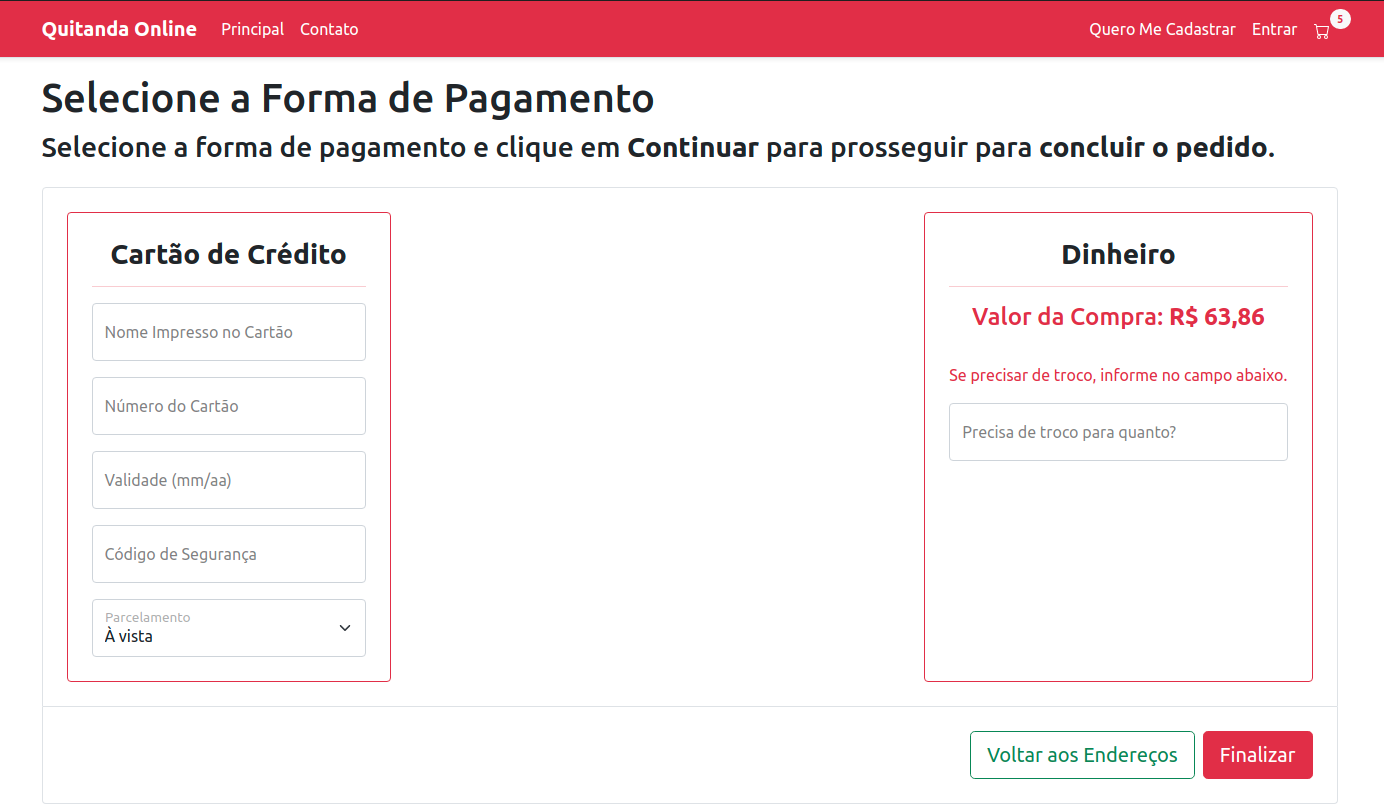 Quitanda Online Principal Contato Quero Me Cadastrar Entrar 5
Selecione a Forma de Pagamento
Selecione a forma de pagamento e clique em Continuar para prosseguir para concluir o pedido.
Cartão de Crédito
Nome Impresso no Cartão
Número do Cartão
Validade (mm/aa)
Código de Segurança
Parcelamento
À vista
Dinheiro
Valor da Compra: R$ 63,86
Se precisar de troco, informe no campo abaixo.
Precisa de troco para quanto?
Voltar aos Endereços Finalizar